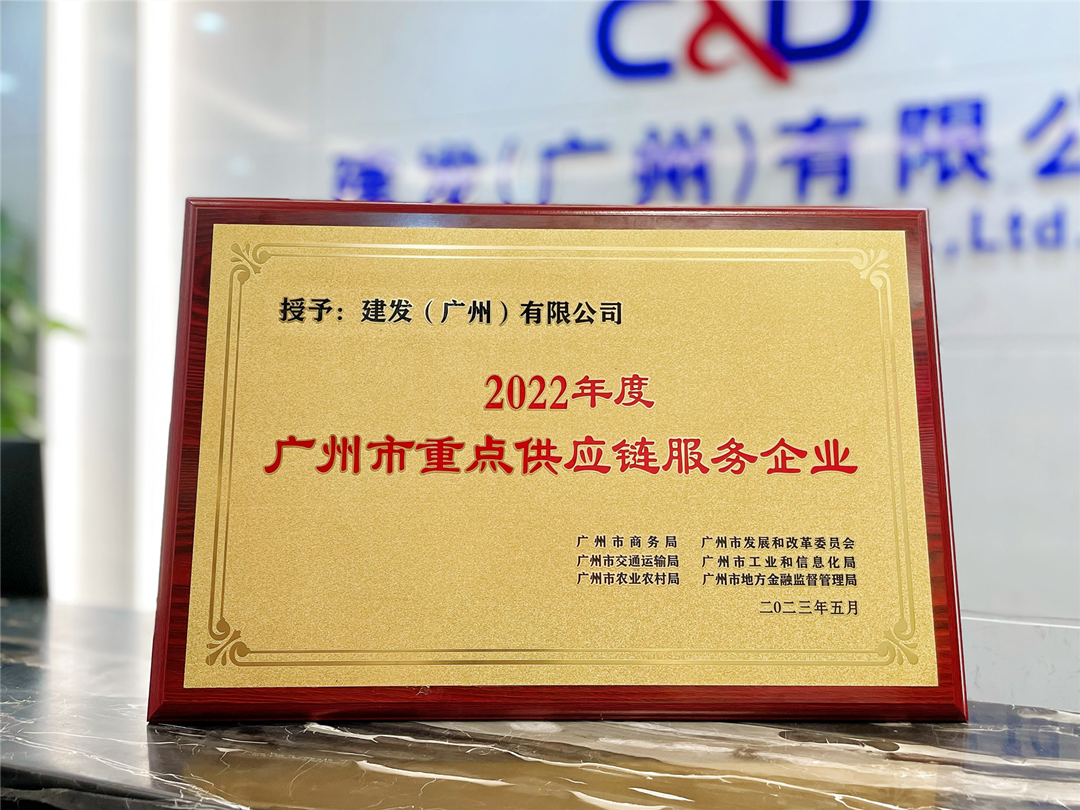 C&D
建发(广州)有限公
,Ltd.
授予：建发（广州）有限公司
2022年度
广州市重点供应链服务企业
广州市商务局 广州市发展和改革委员会
广州市交通运输局 广州市工业和信息化局
广州市农业农村局 广州市地方金融监督管理局
二〇二三年五月